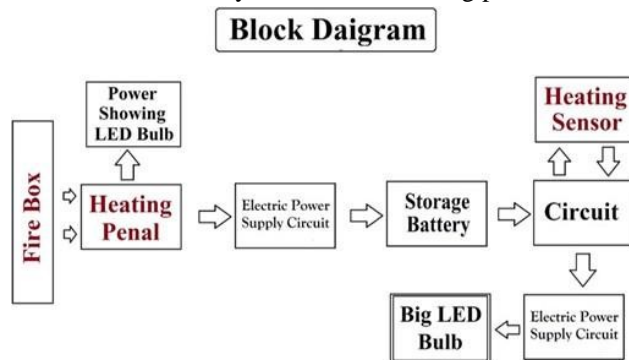 Block Daigram
Power
Showing
LED Bulb
Heating
Sensor
Fire Box
Heating
Penal
Electric Power
Supply Circuit
Storage
Battery
Circuit
Big LED
Bulb
Electric Power
Supply Circuit